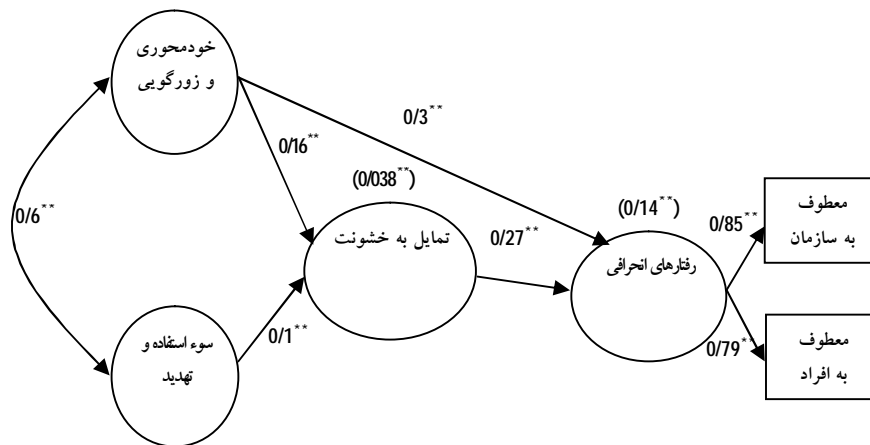 خودمحوری
و زورگویی
0/3**
0/16**
(0/038**)
(0/14**)
معطوف
به سازمان
0/85**
0/6**
تمایل به خشونت
0/27**
رفتارهای انحرافی
0/1**
سوء استفاده و
تهدید
0/79**
معطوف
به افراد